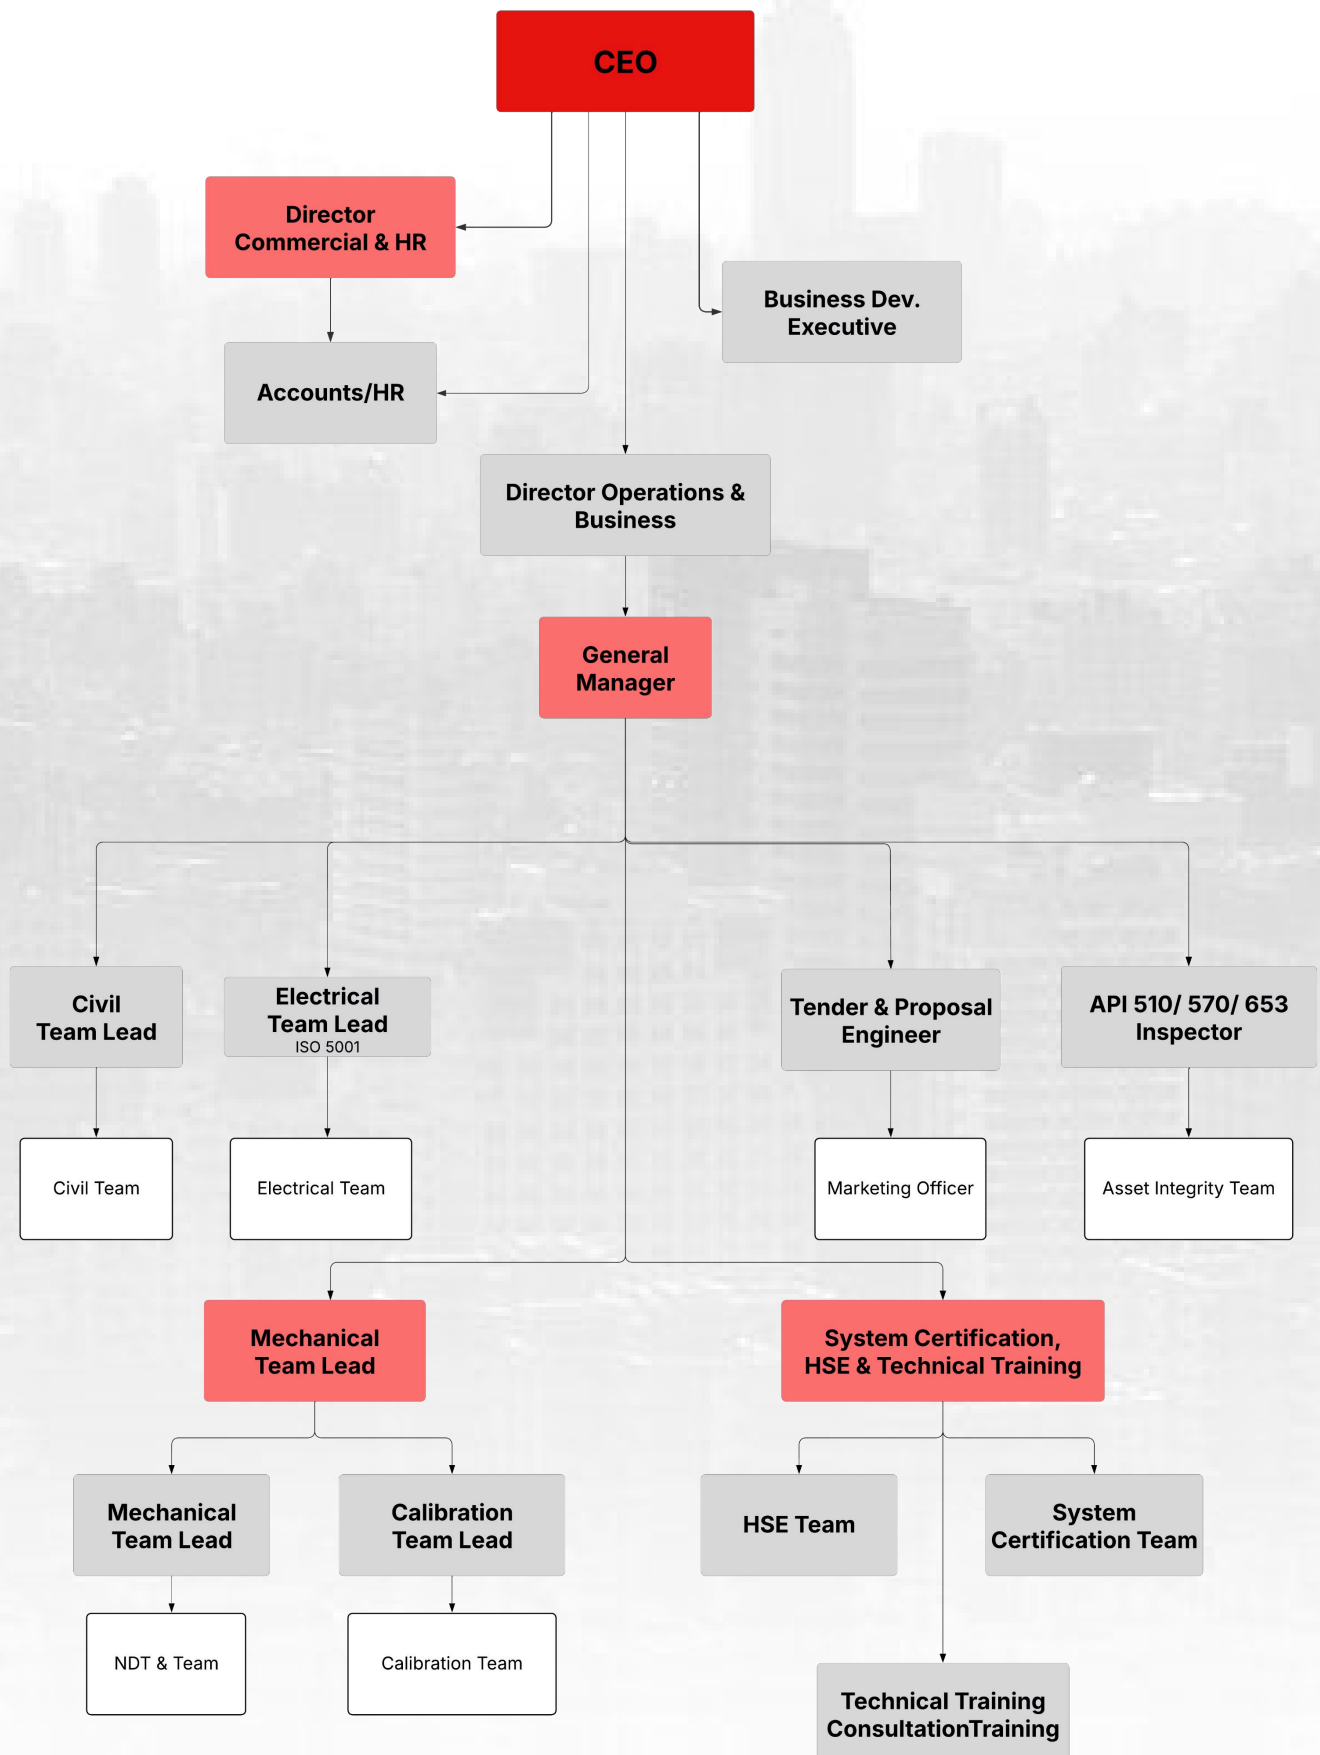 CEO
Director
Commercial & HR
Business Dev.
Executive
Accounts/HR
Director Operations &
Business
General
Manager
Civil
Team Lead
Electrical
Team Lead
ISO 5001
Tender & Proposal
Engineer
API 510/ 570/ 653
Inspector
Civil Team
Electrical Team
Marketing Officer
Asset Integrity Team
Mechanical
Team Lead
System Certification,
HSE & Technical Training
Mechanical
Team Lead
Calibration
Team Lead
HSE Team
System
Certification Team
NDT & Team
Calibration Team
Technical Training
ConsultationTraining